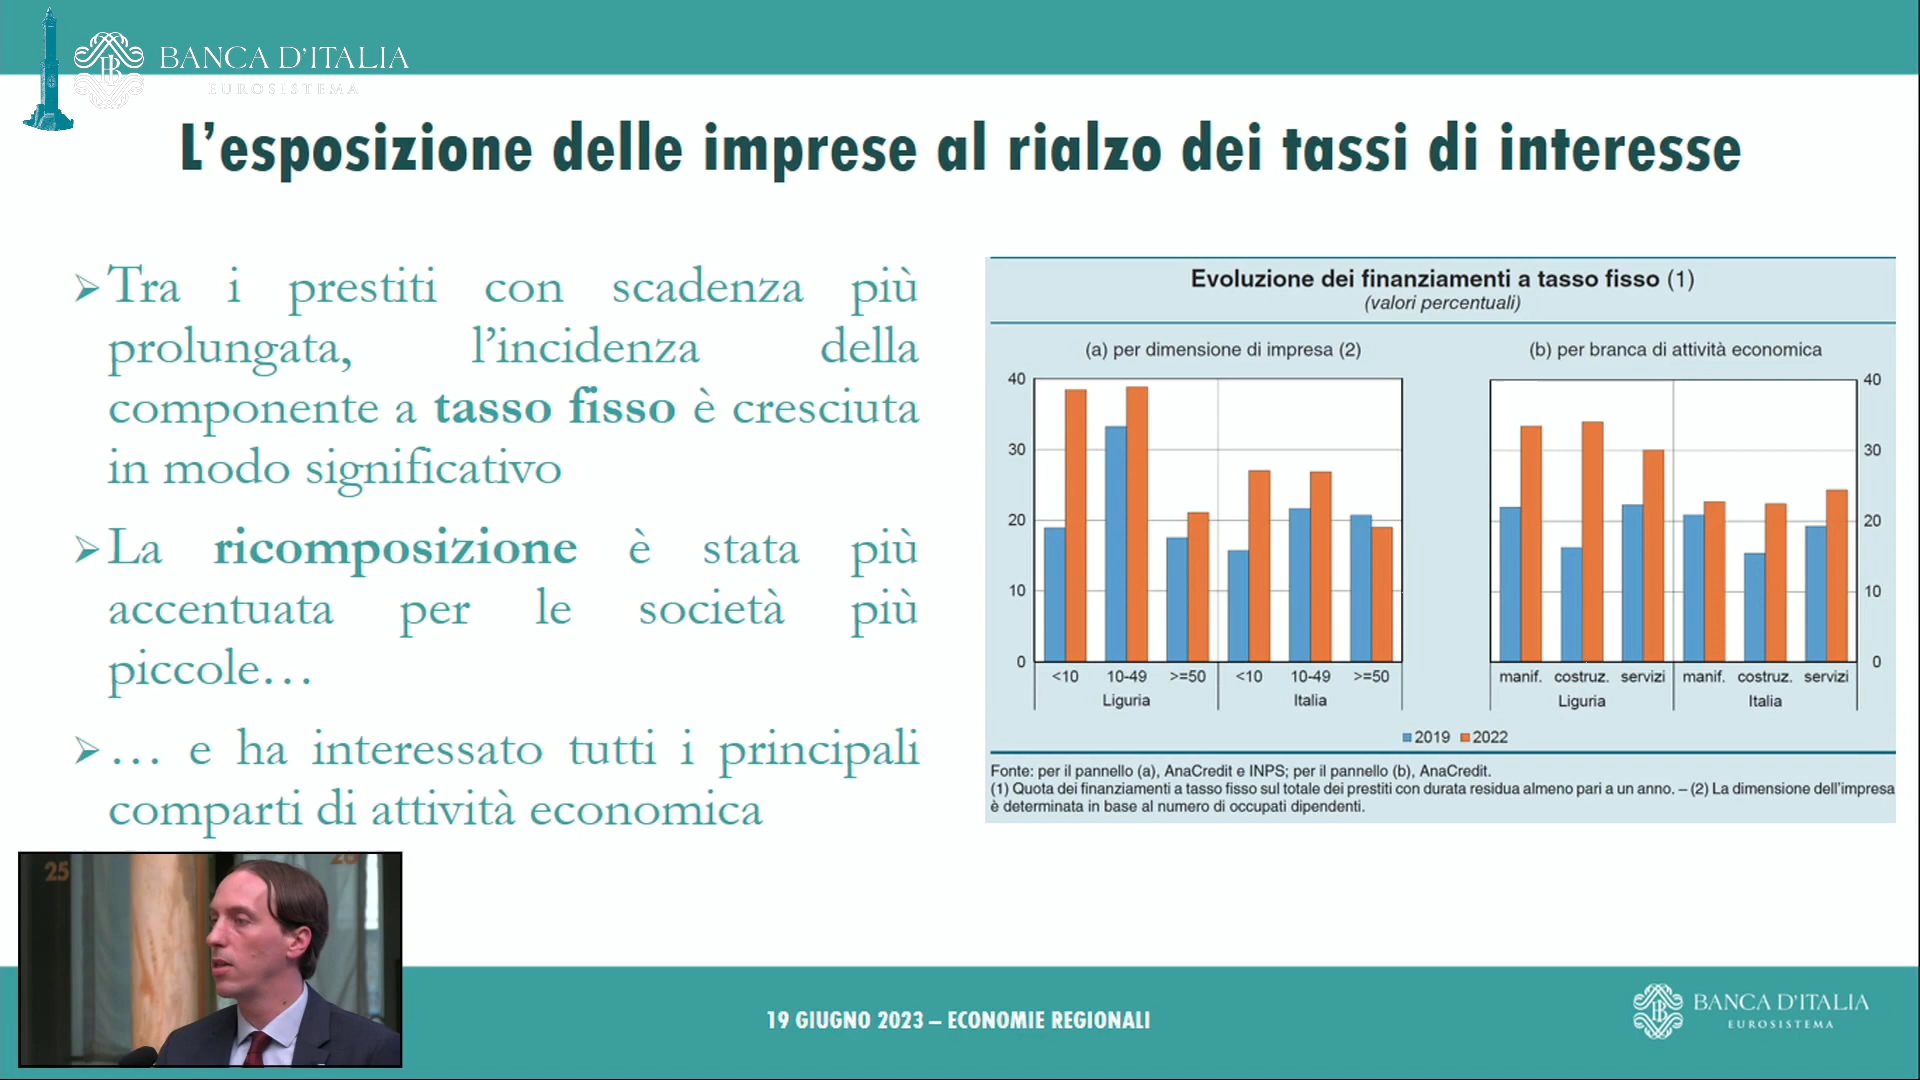 BANCA D'ITALIA
EUROSISTEMA
L'esposizione delle imprese al rialzo dei tassi di interesse
➢Tra i prestiti con scadenza più
prolungata, l'incidenza della
componente a tasso fisso è cresciuta
in modo significativo
➢La ricomposizione è stata più
accentuata per le società più
piccole…
➢… e ha interessato tutti i principali
comparti di attività economica
Evoluzione dei finanziamenti a tasso fisso (1)
(valori percentuali)
(a) per dimensione di impresa (2)
40
30
20
10
0
<10 10-49 >=50 <10 10-49 >=50
Liguria Italia
(b) per branca di attività economica
40
30
20
10
0
manif. costruz. servizi manif. costruz. servizi
Liguria Italia
2019 2022
Fonte: per il pannello (a), AnaCredit e INPS; per il pannello (b), AnaCredit.
(1) Quota dei finanziamenti a tasso fisso sul totale dei prestiti con durata residua almeno pari a un anno. – (2) La dimensione dell'impresa
è determinata in base al numero di occupati dipendenti.
25
19 GIUGNO 2023 – ECONOMIE REGIONALI
BANCA D'ITALIA
EUROSISTEMA